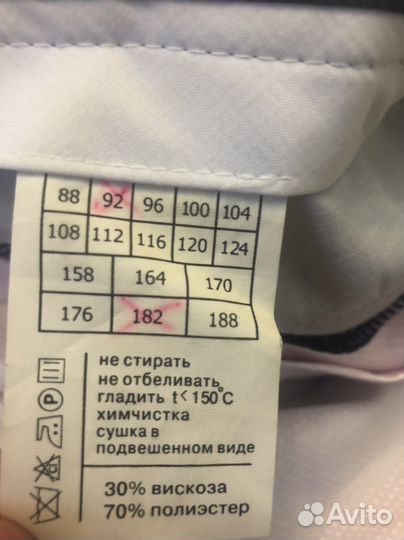 88 92 96 100 104
108 112 116 120 124
158 164 170
176 182 188
не стирать
не отбеливать
гладить t<150°C
химчистка
P
сушка в
подвешенном виде
30% вискоза
70% полиэстер
Avito